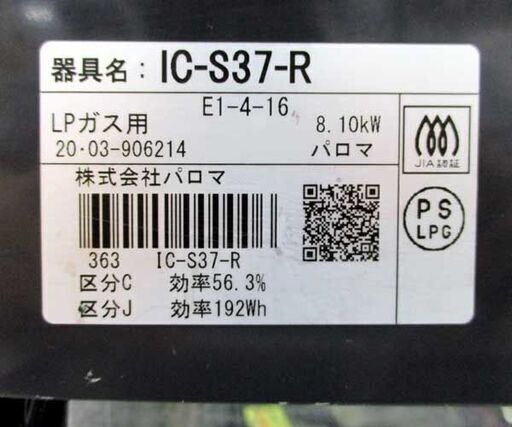 器具名：IC-S37-R
E1-4-16
LPガス用 8.10kW
20・03-906214 パロマ
JIA認証
株式会社パロマ
PS
LPG
363 IC-S37-R
区分C 効率56.3%
区分J 効率192Wh